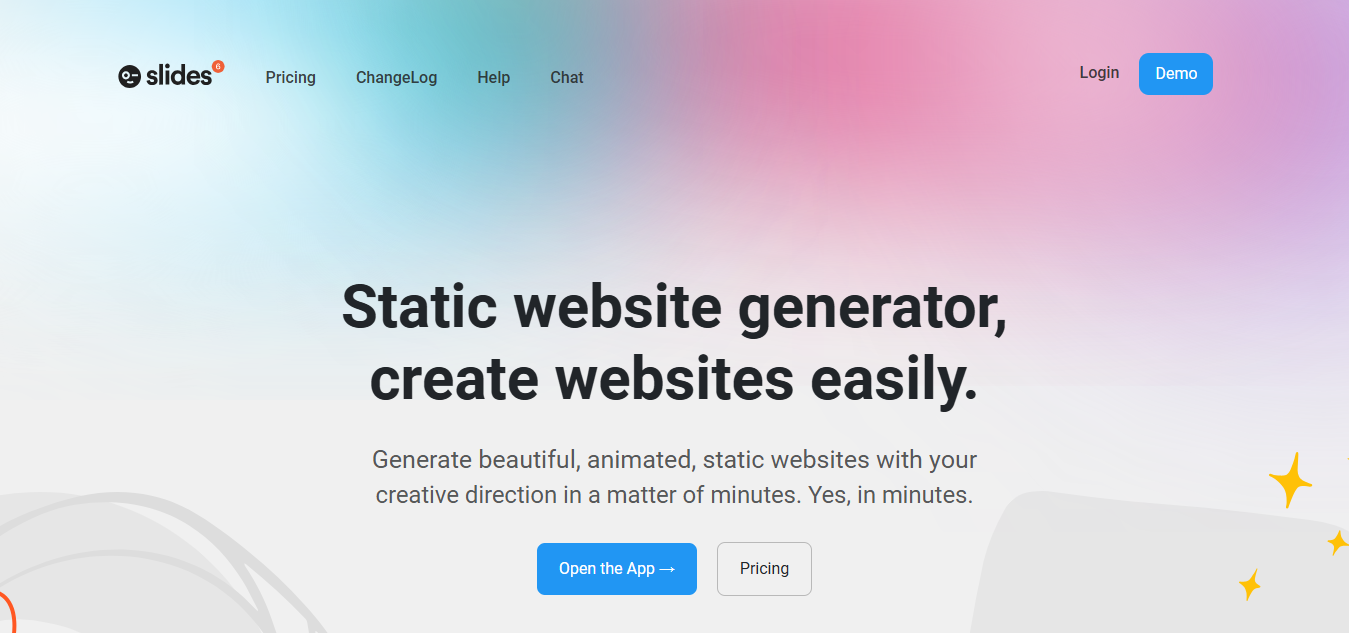 slides 6
Pricing ChangeLog Help Chat
Login Demo
Static website generator,
create websites easily.
Generate beautiful, animated, static websites with your
creative direction in a matter of minutes. Yes, in minutes.
Open the App → Pricing